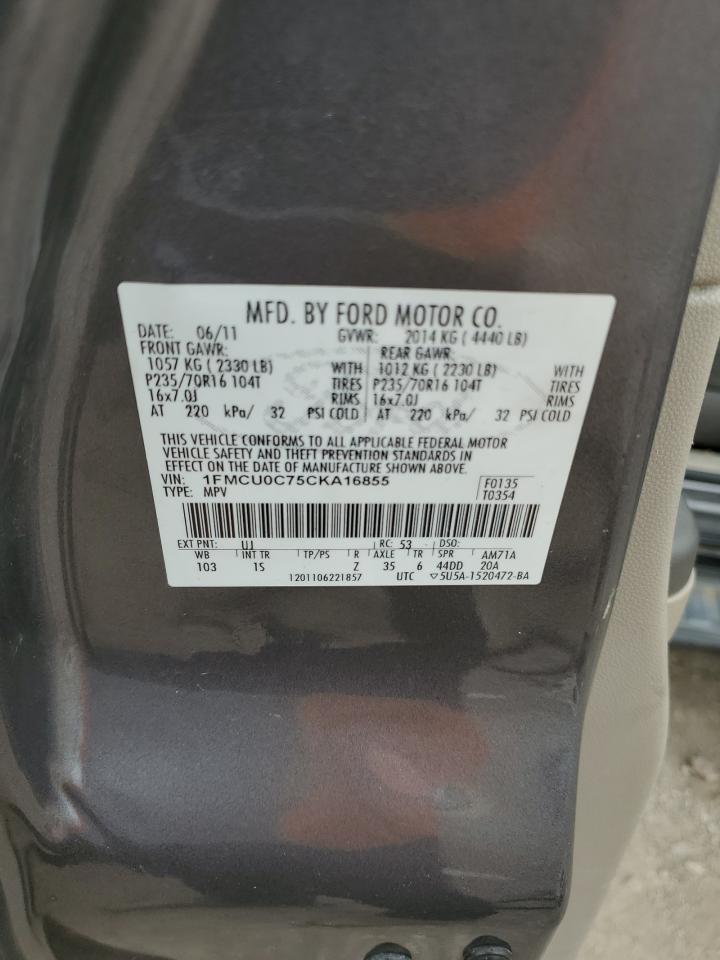 MFD. BY FORD MOTOR CO.
DATE: 06/11 GVWR: 2014 KG ( 4440 LB)
FRONT GAWR: REAR GAWR:
1057 KG ( 2330 LB) WITH 1012 KG ( 2230 LB) WITH
P235/70R16 104T TIRES P235/70R16 104T TIRES
16x7.0J RIMS 16x7.0J RIMS
AT 220 kPa/ 32 PSI COLD AT 220 kPa/ 32 PSI COLD
THIS VEHICLE CONFORMS TO ALL APPLICABLE FEDERAL MOTOR
VEHICLE SAFETY AND THEFT PREVENTION STANDARDS IN
EFFECT ON THE DATE OF MANUFACTURE SHOWN ABOVE.
VIN: 1FMCU0C75CKA16855 F0135
TYPE: MPV T0354
EXT PNT: UJ RC: 53 DSO:
WB INT TR TP/PS R AXLE TR SPR AM71A
103 1S Z 35 6 44DD 20A
1201106221857 UTC ▽5U5A-1520472-BA